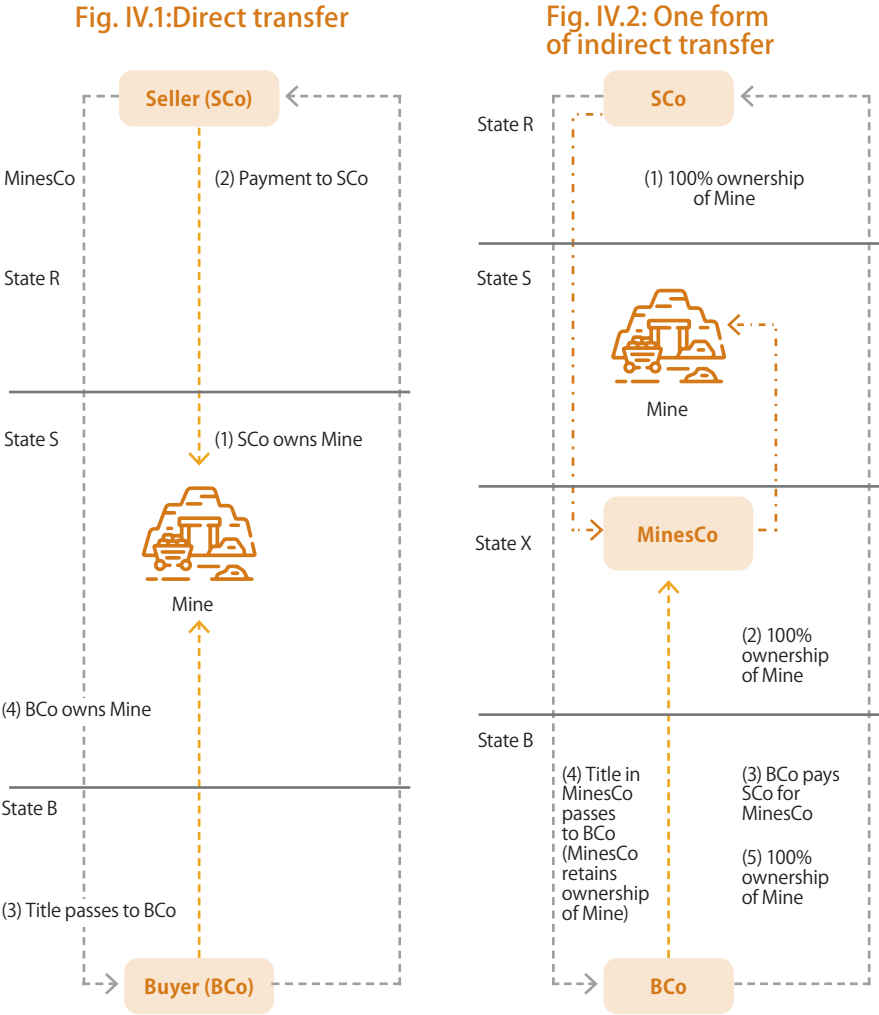 Fig. IV.1:Direct transfer
Seller (SCo)
MinesCo
(2) Payment to SCo
State R
State S
(1) SCo owns Mine
Mine
(4) BCo owns Mine
State B
(3) Title passes to BCo
Buyer (BCo)
Fig. IV.2: One form
of indirect transfer
SCo
State R
(1) 100% ownership
of Mine
State S
Mine
MinesCo
State X
(2) 100%
ownership
of Mine
State B
(4) Title in
MinesCo
passes
to BCo
(MinesCo
retains
ownership
of Mine)
(3) BCo pays
SCo for
MinesCo
(5) 100%
ownership
of Mine
BCo